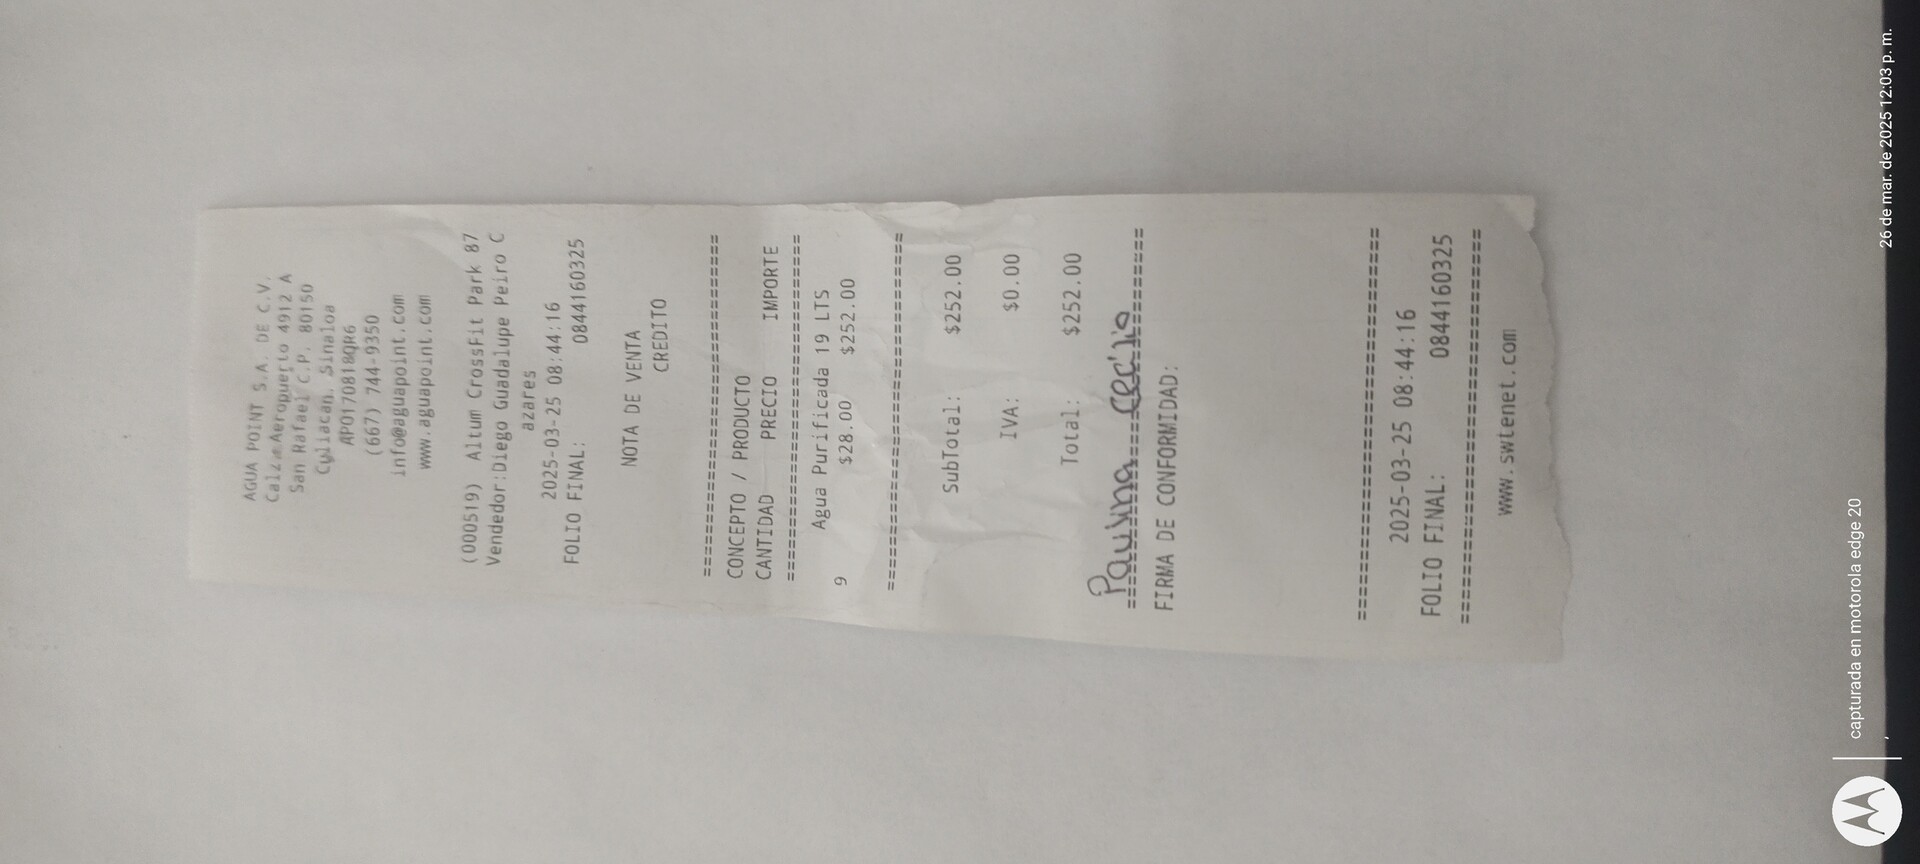 AGUA POINT S.A. DE C.V.
Calz. Aeropuerto 4912 A
San Rafael C.P. 80150
Culiacan, Sinaloa
APO170818QR6
(667) 744-9350
info@aguapoint.com
www.aguapoint.com
(000519) Altum CrossFit Park 87
Vendedor:Diego Guadalupe Peiro C
azares
2025-03-25 08:44:16
FOLIO FINAL: 0844160325
NOTA DE VENTA
CREDITO
================================
CONCEPTO / PRODUCTO
CANTIDAD PRECIO IMPORTE
================================
Agua Purificada 19 LTS
9 $28.00 $252.00
================================
SubTotal: $252.00
IVA: $0.00
Total: $252.00
Paulina Cecilia
================================
FIRMA DE CONFORMIDAD:
================================
2025-03-25 08:44:16
FOLIO FINAL: 0844160325
================================
www.swtenet.com
capturada en motorola edge 20
26 de mar. de 2025 12:03 p. m.